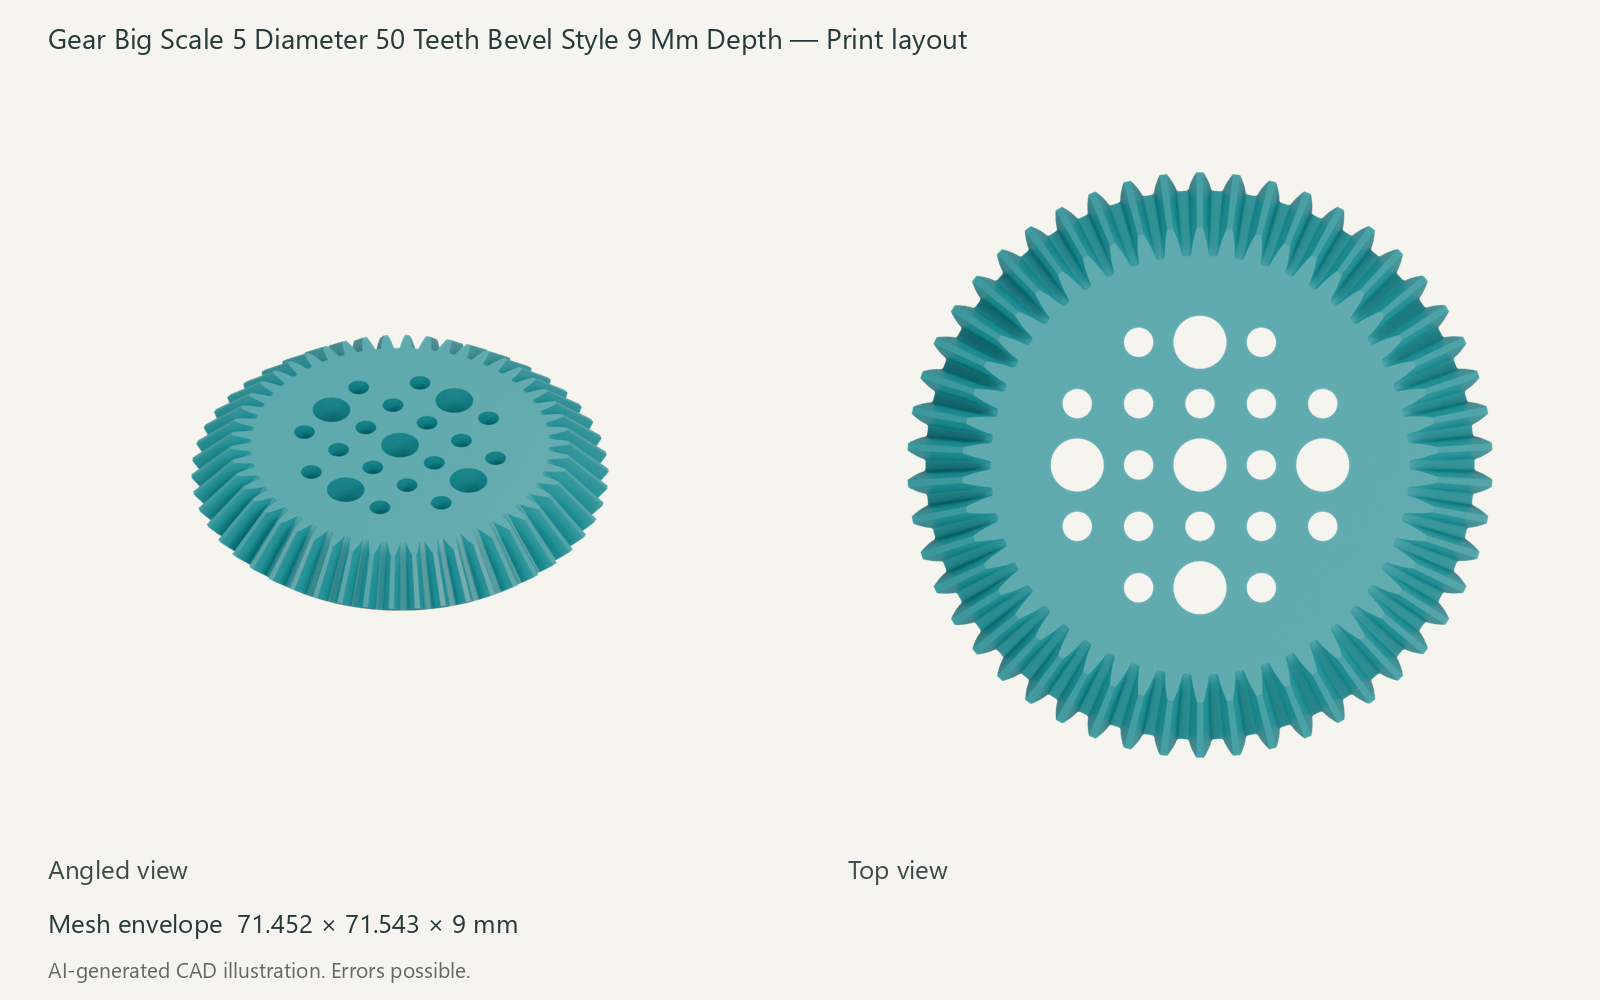 Gear Big Scale 5 Diameter 50 Teeth Bevel Style 9 Mm Depth — Print layout
Angled view
Top view
Mesh envelope 71.452 × 71.543 × 9 mm
AI-generated CAD illustration. Errors possible.